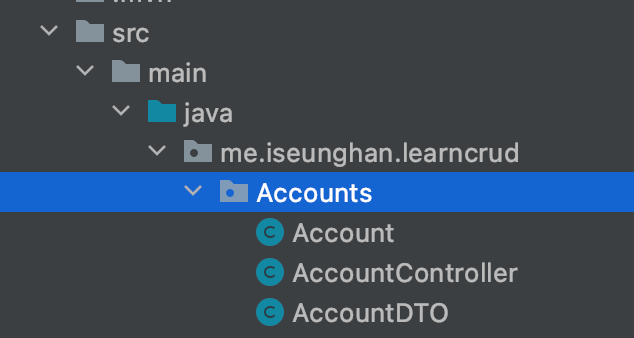 src
main
java
me.iseunghan.learncrud
Accounts
C Account
C AccountController
C AccountDTO